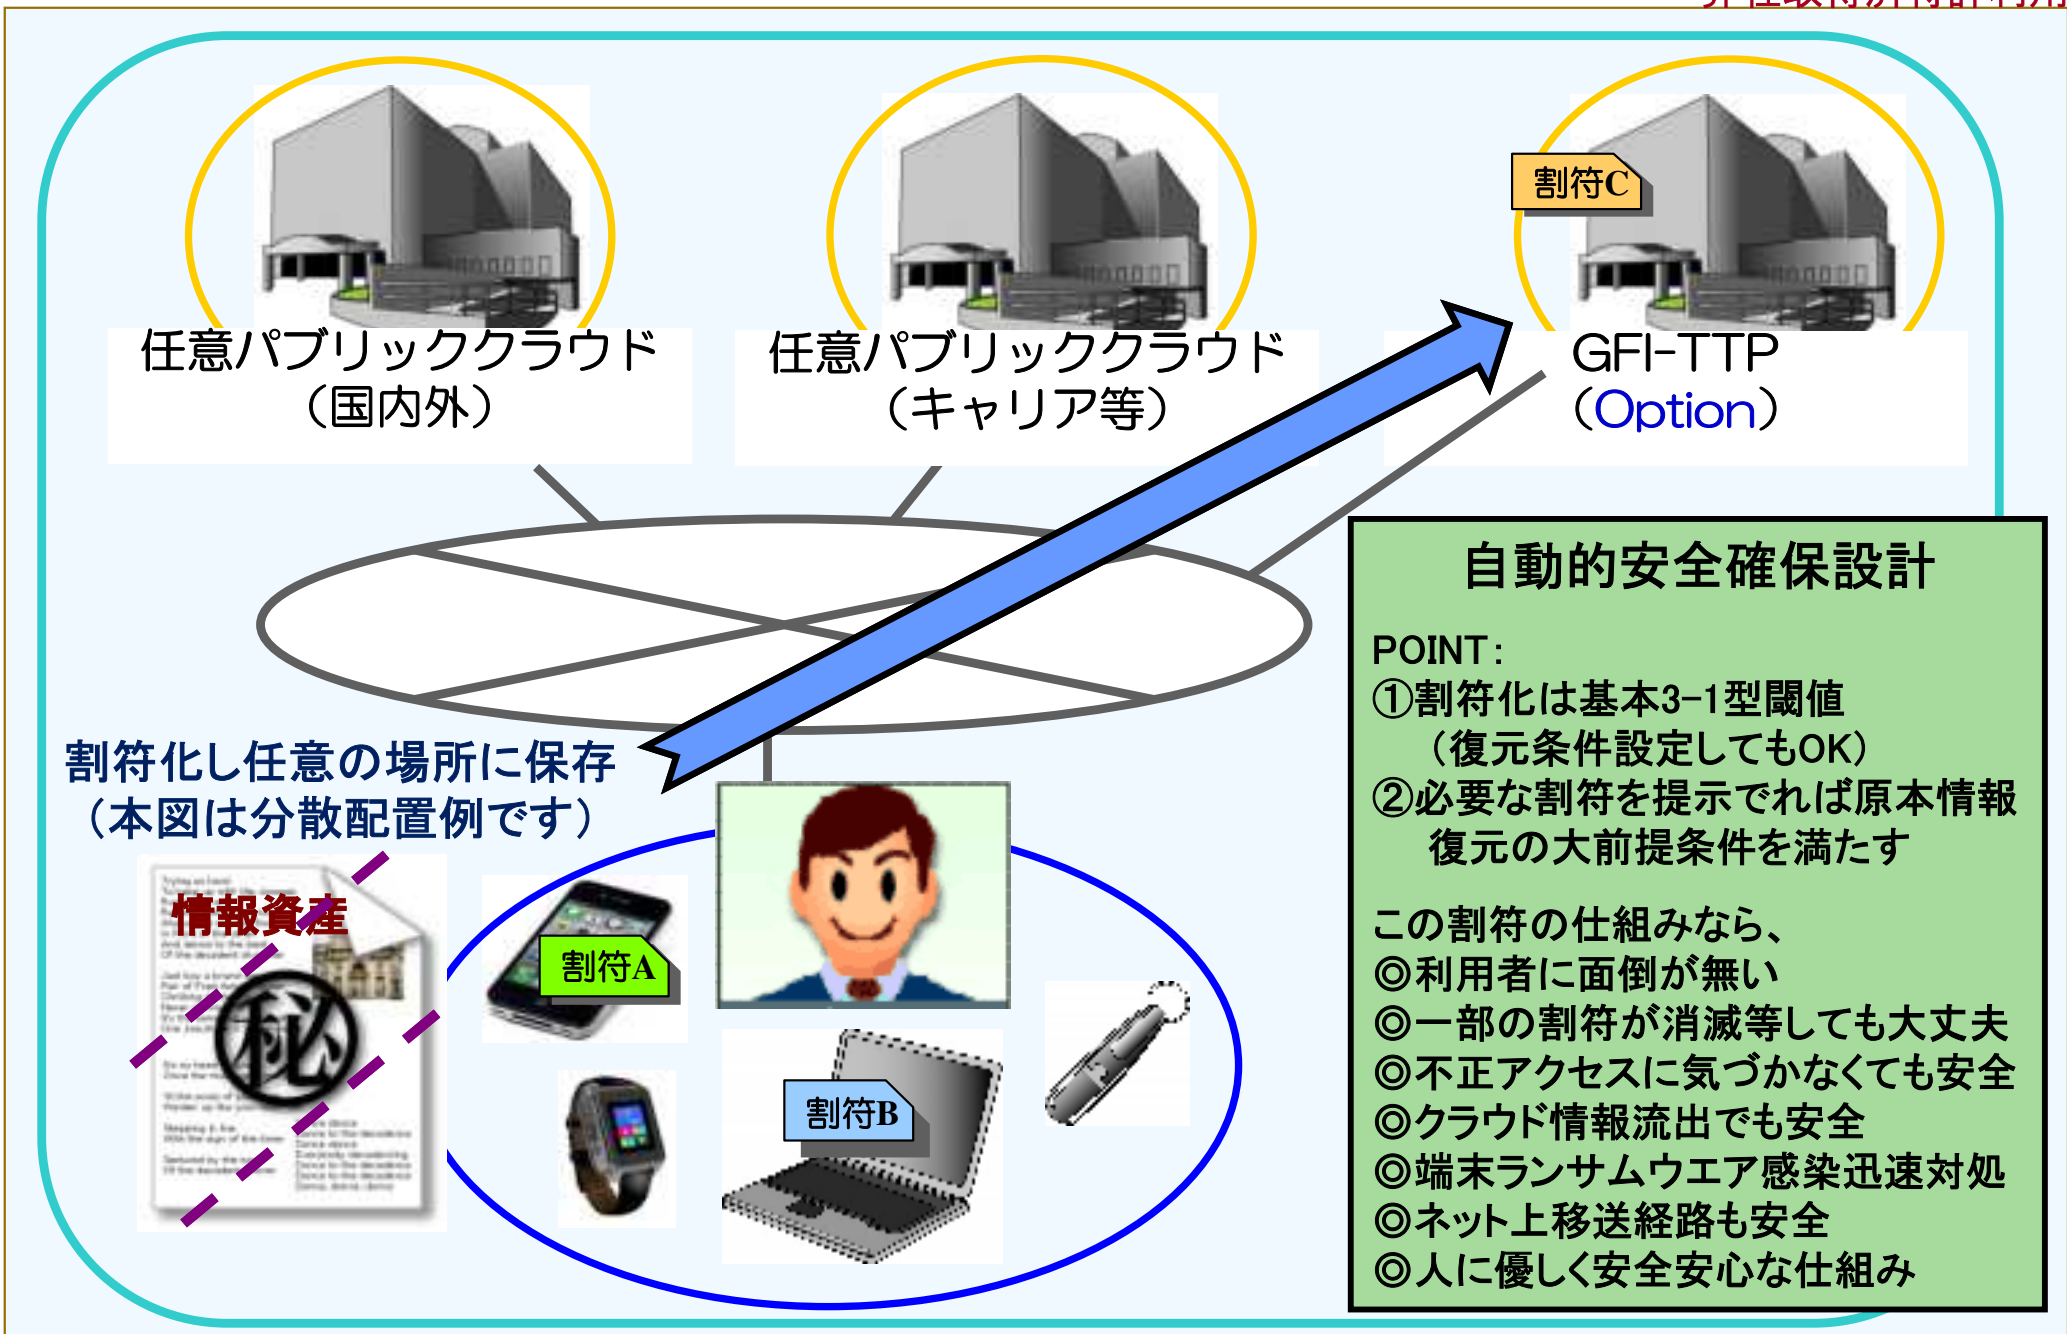 割符C
任意パブリッククラウド
（国内外）
任意パブリッククラウド
（キャリア等）
GFI-TTP
（Option）
自動的安全確保設計
POINT：
①割符化は基本3-1型閾値
（復元条件設定してもOK）
②必要な割符を提示でれば原本情報
復元の大前提条件を満たす
この割符の仕組みなら、
◎利用者に面倒が無い
◎一部の割符が消滅等しても大丈夫
◎不正アクセスに気づかなくても安全
◎クラウド情報流出でも安全
◎端末ランサムウエア感染迅速対処
◎ネット上移送経路も安全
◎人に優しく安全安心な仕組み
割符化し任意の場所に保存
（本図は分散配置例です）
情報資産
秘
割符A
割符B